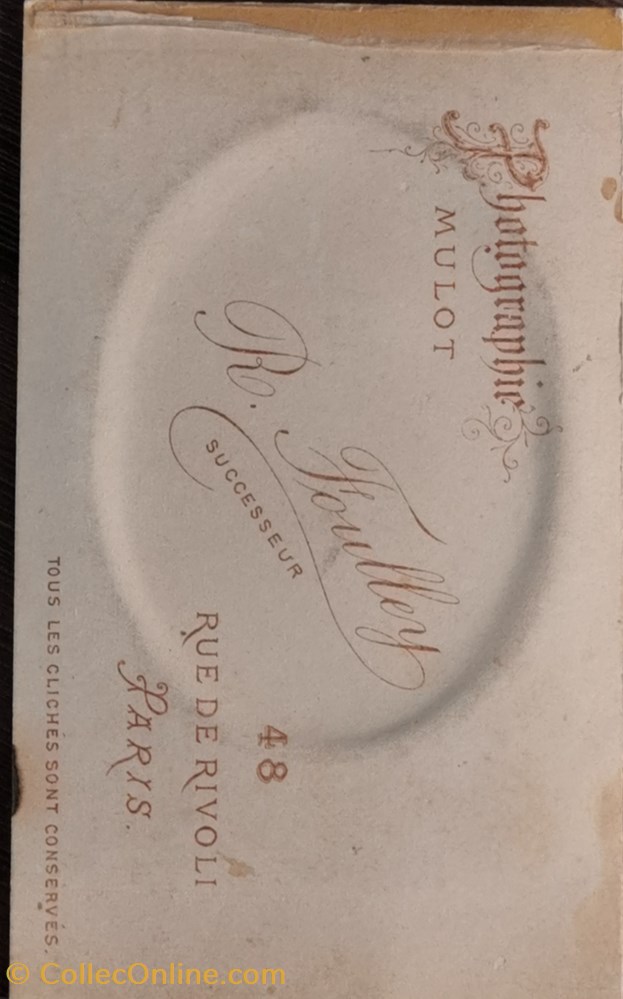 Photographie
MULOT
R. Foulley
SUCCESSEUR
48
RUE DE RIVOLI
PARIS.
TOUS LES CLICHÉS SONT CONSERVÉS.
© CollecOnline.com